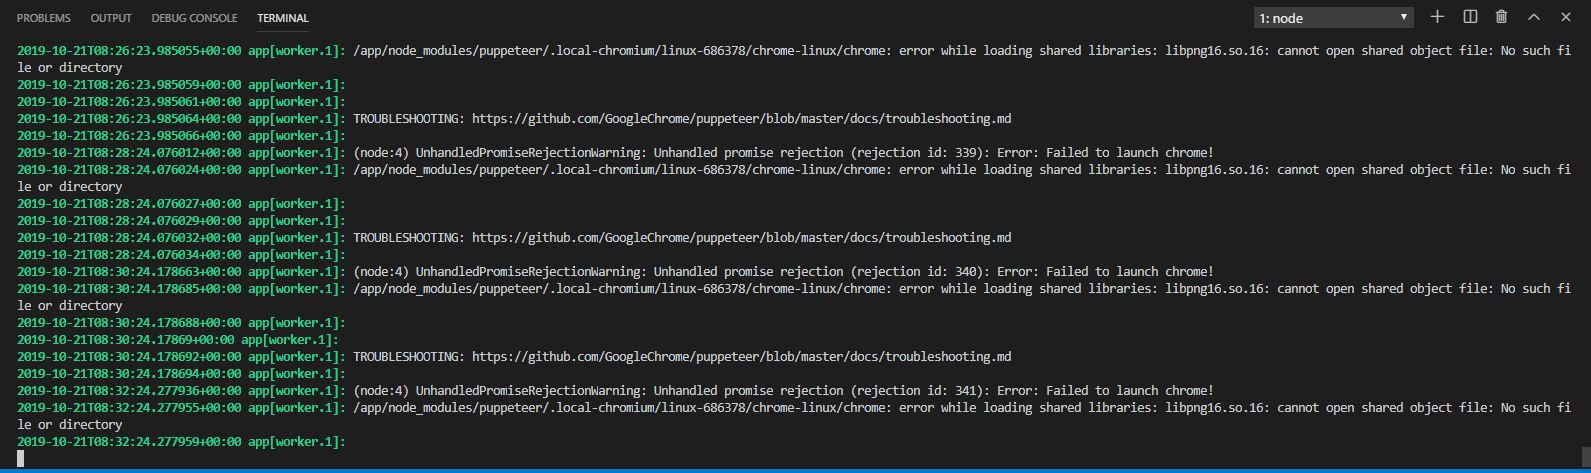 PROBLEMS OUTPUT DEBUG CONSOLE TERMINAL 1: node
2019-10-21T08:26:23.985055+00:00 app[worker.1]: /app/node_modules/puppeteer/.local-chromium/linux-686378/chrome-linux/chrome: error while loading shared libraries: libpng16.so.16: cannot open shared object file: No such fi
le or directory
2019-10-21T08:26:23.985059+00:00 app[worker.1]:
2019-10-21T08:26:23.985061+00:00 app[worker.1]:
2019-10-21T08:26:23.985064+00:00 app[worker.1]: TROUBLESHOOTING: https://github.com/GoogleChrome/puppeteer/blob/master/docs/troubleshooting.md
2019-10-21T08:26:23.985066+00:00 app[worker.1]:
2019-10-21T08:28:24.076012+00:00 app[worker.1]: (node:4) UnhandledPromiseRejectionWarning: Unhandled promise rejection (rejection id: 339): Error: Failed to launch chrome!
2019-10-21T08:28:24.076024+00:00 app[worker.1]: /app/node_modules/puppeteer/.local-chromium/linux-686378/chrome-linux/chrome: error while loading shared libraries: libpng16.so.16: cannot open shared object file: No such fi
le or directory
2019-10-21T08:28:24.076027+00:00 app[worker.1]:
2019-10-21T08:28:24.076029+00:00 app[worker.1]:
2019-10-21T08:28:24.076032+00:00 app[worker.1]: TROUBLESHOOTING: https://github.com/GoogleChrome/puppeteer/blob/master/docs/troubleshooting.md
2019-10-21T08:28:24.076034+00:00 app[worker.1]:
2019-10-21T08:30:24.178663+00:00 app[worker.1]: (node:4) UnhandledPromiseRejectionWarning: Unhandled promise rejection (rejection id: 340): Error: Failed to launch chrome!
2019-10-21T08:30:24.178685+00:00 app[worker.1]: /app/node_modules/puppeteer/.local-chromium/linux-686378/chrome-linux/chrome: error while loading shared libraries: libpng16.so.16: cannot open shared object file: No such fi
le or directory
2019-10-21T08:30:24.178688+00:00 app[worker.1]:
2019-10-21T08:30:24.17869+00:00 app[worker.1]:
2019-10-21T08:30:24.178692+00:00 app[worker.1]: TROUBLESHOOTING: https://github.com/GoogleChrome/puppeteer/blob/master/docs/troubleshooting.md
2019-10-21T08:30:24.178694+00:00 app[worker.1]:
2019-10-21T08:32:24.277936+00:00 app[worker.1]: (node:4) UnhandledPromiseRejectionWarning: Unhandled promise rejection (rejection id: 341): Error: Failed to launch chrome!
2019-10-21T08:32:24.277955+00:00 app[worker.1]: /app/node_modules/puppeteer/.local-chromium/linux-686378/chrome-linux/chrome: error while loading shared libraries: libpng16.so.16: cannot open shared object file: No such fi
le or directory
2019-10-21T08:32:24.277959+00:00 app[worker.1]: